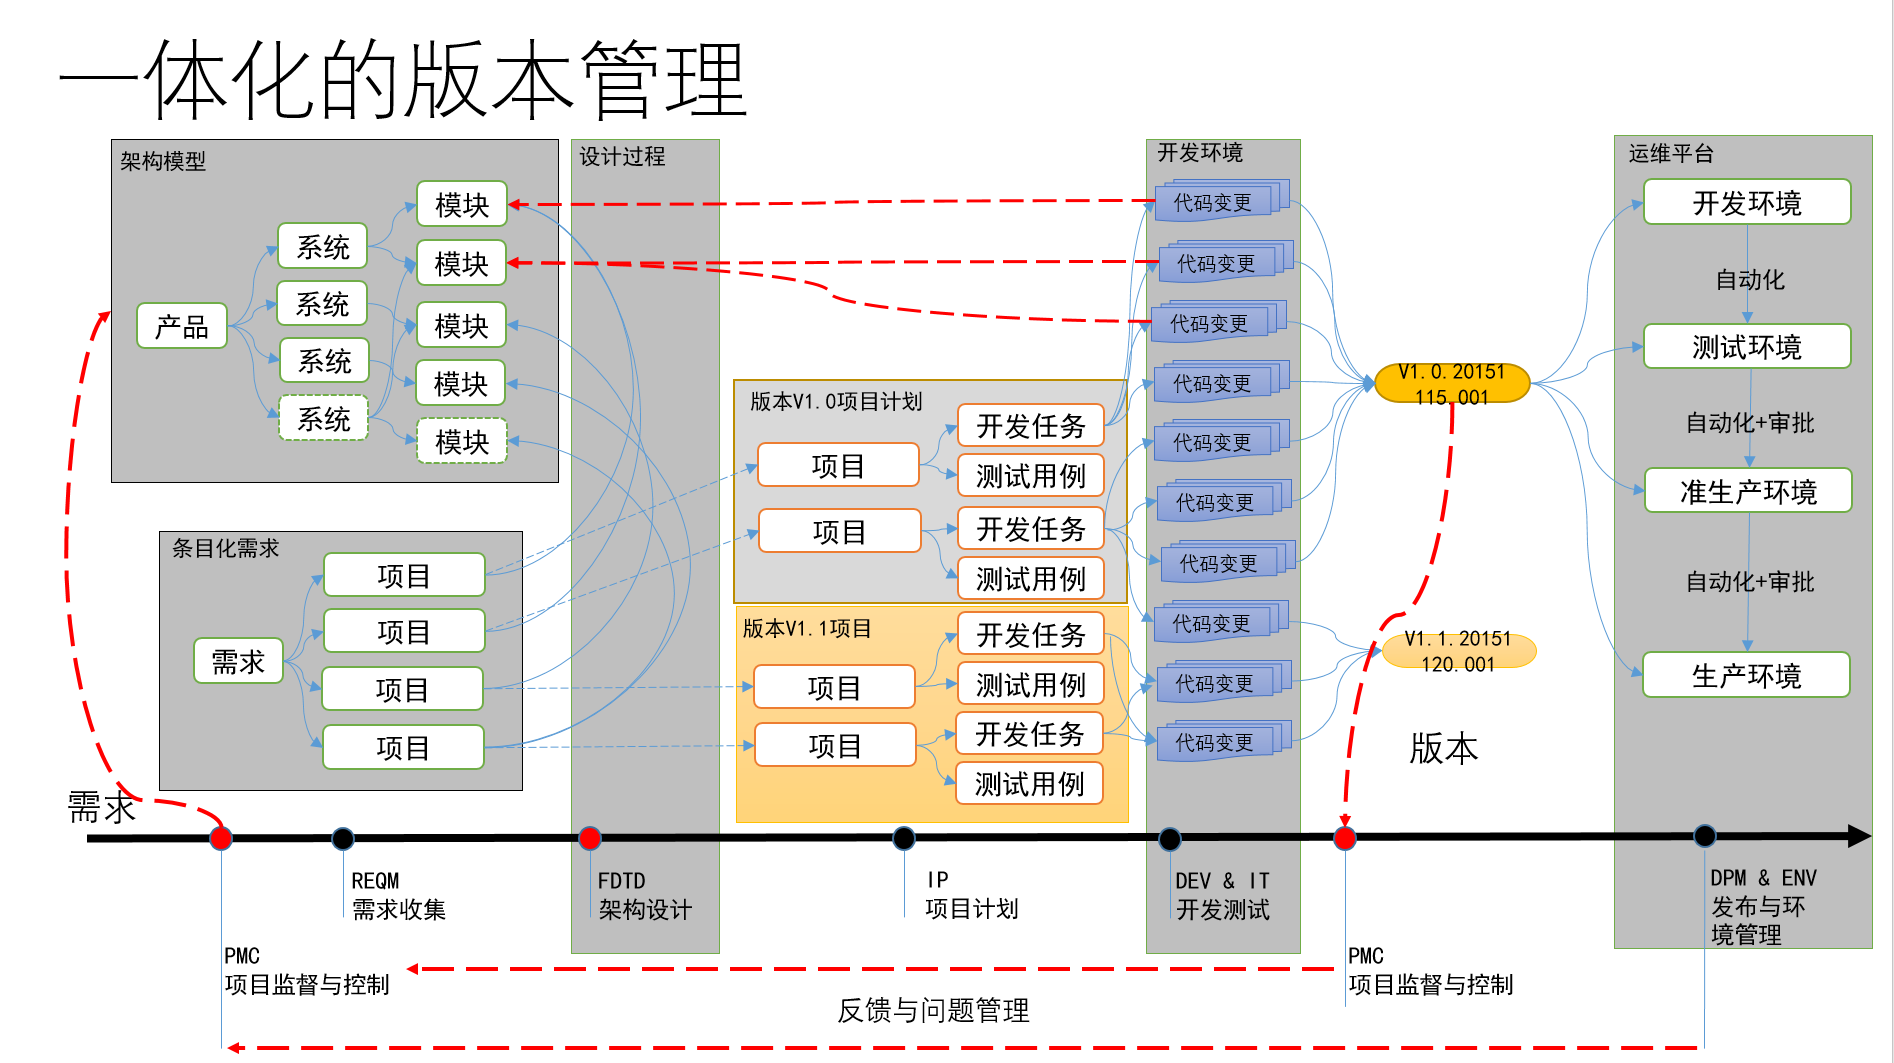 一体化的版本管理
架构模型
产品
系统
系统
系统
系统
模块
模块
模块
模块
模块
条目化需求
需求
项目
项目
项目
项目
设计过程
版本V1.0项目计划
项目
项目
开发任务
测试用例
开发任务
测试用例
版本V1.1项目
项目
项目
开发任务
测试用例
开发任务
测试用例
开发环境
代码变更
代码变更
代码变更
代码变更
代码变更
代码变更
代码变更
代码变更
代码变更
代码变更
V1.0.20151
115.001
V1.1.20151
120.001
版本
运维平台
开发环境
自动化
测试环境
自动化+审批
准生产环境
自动化+审批
生产环境
需求
PMC
项目监督与控制
REQM
需求收集
FDTD
架构设计
IP
项目计划
DEV & IT
开发测试
PMC
项目监督与控制
DPM & ENV
发布与环
境管理
反馈与问题管理